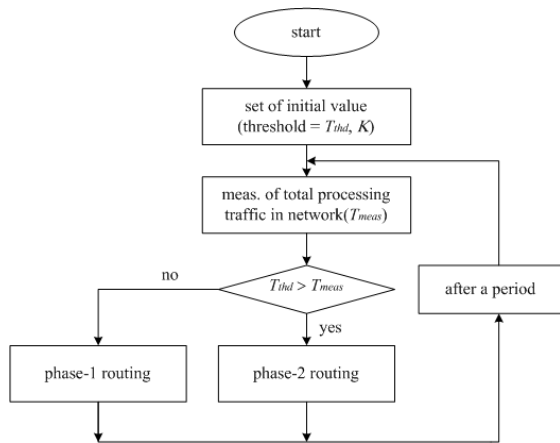 start
set of initial value
(threshold = Tthd, K)
meas. of total processing
traffic in network(Tmeas)
no
Tthd > Tmeas
after a period
yes
phase-1 routing
phase-2 routing